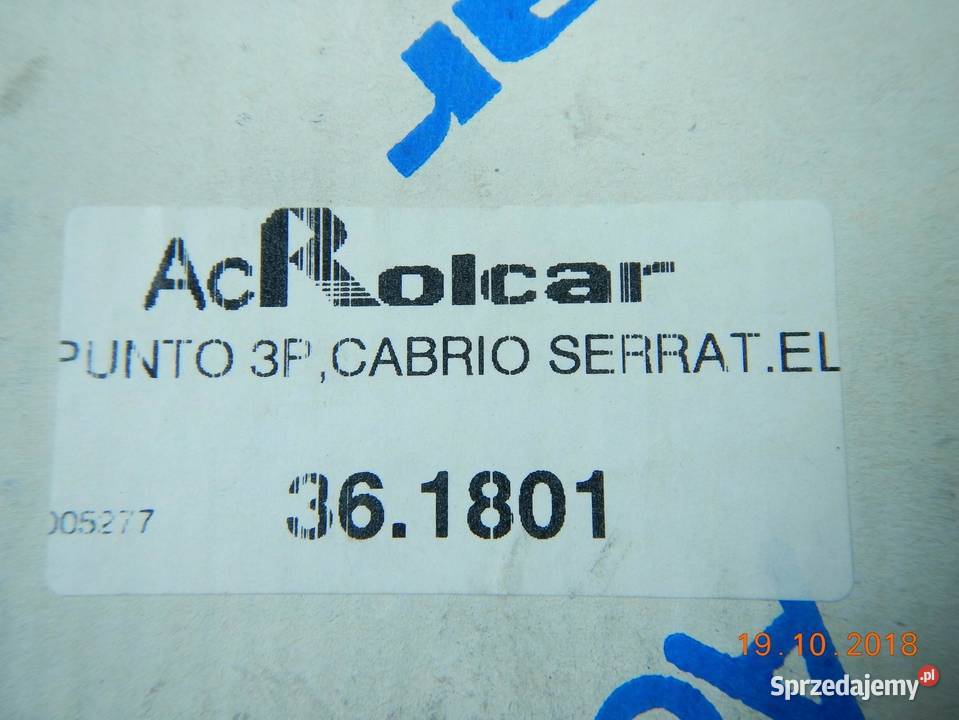 AcRolcar
PUNTO 3P,CABRIO SERRAT.EL
005277
36.1801
19.10.2018
Sprzedajemy.pl